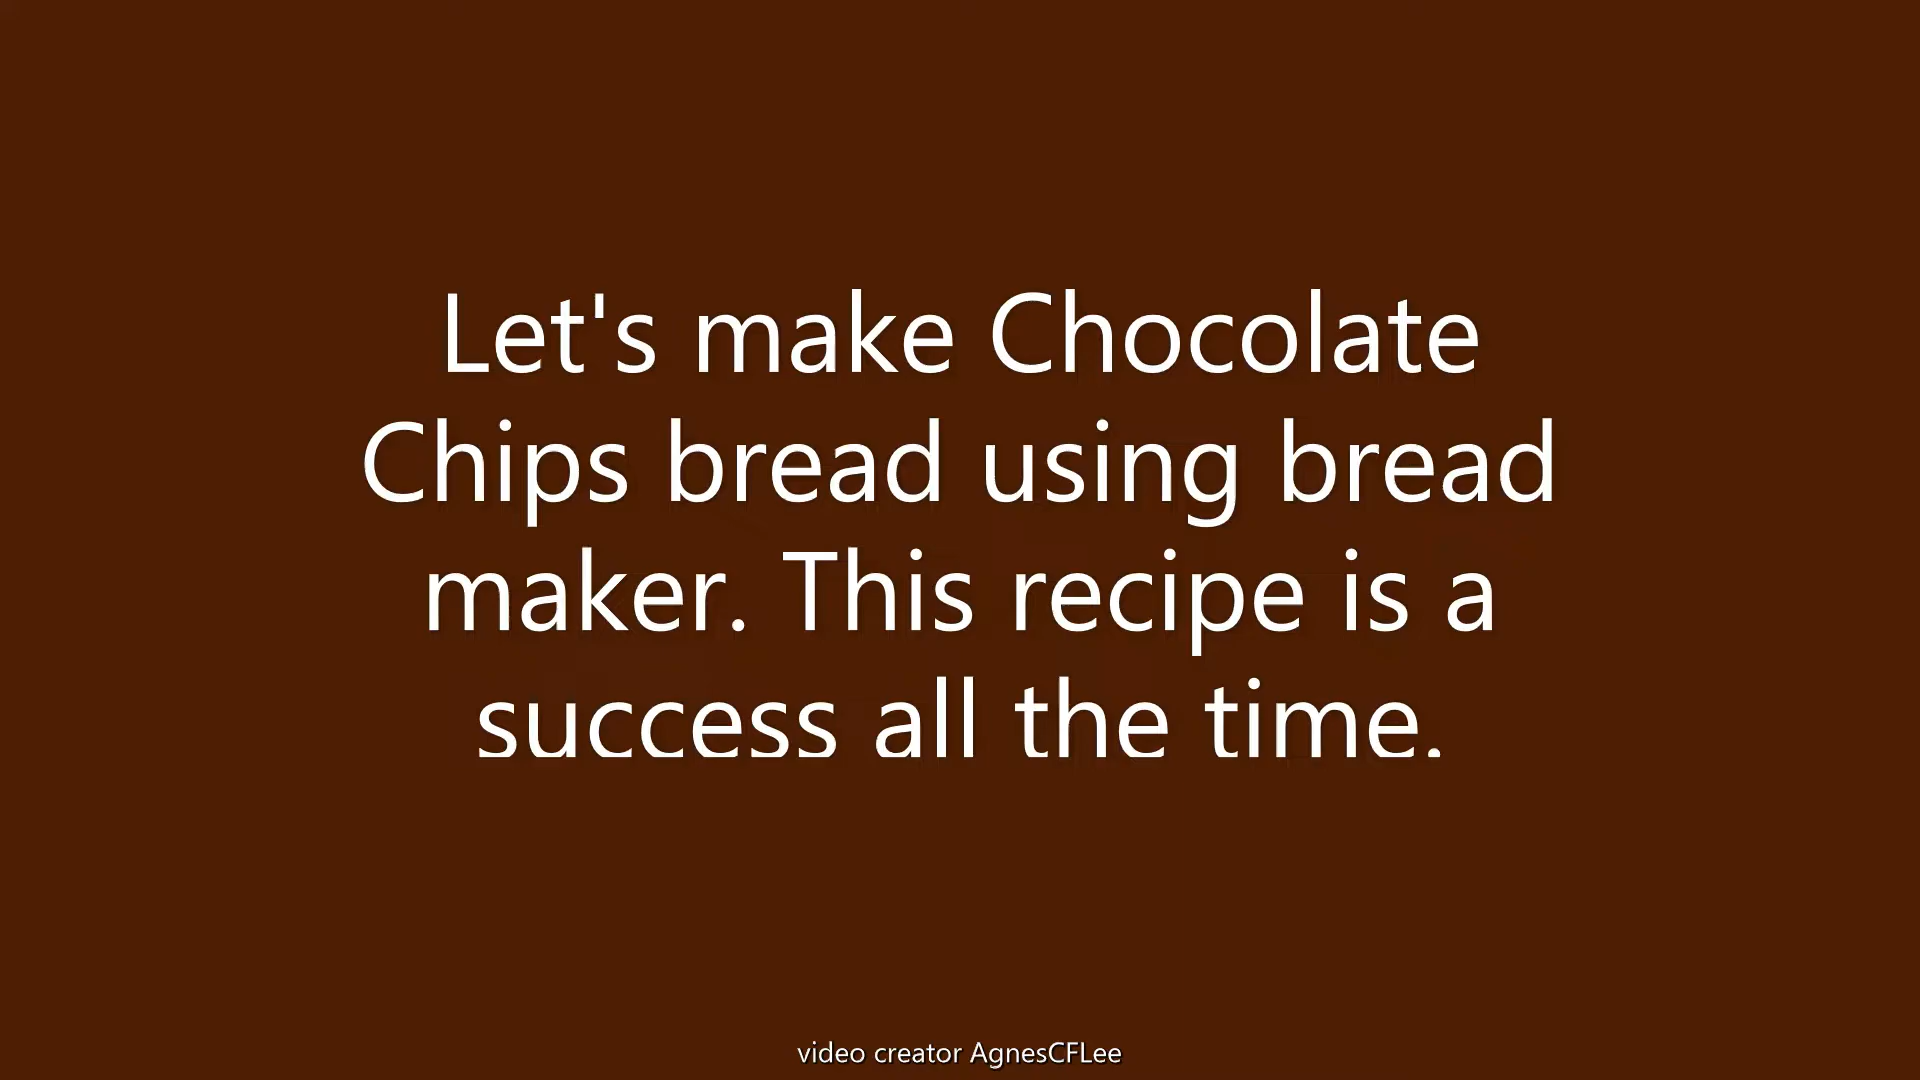 Let's make Chocolate
Chips bread using bread
maker. This recipe is a
success all the time.
video creator AgnesCFLee